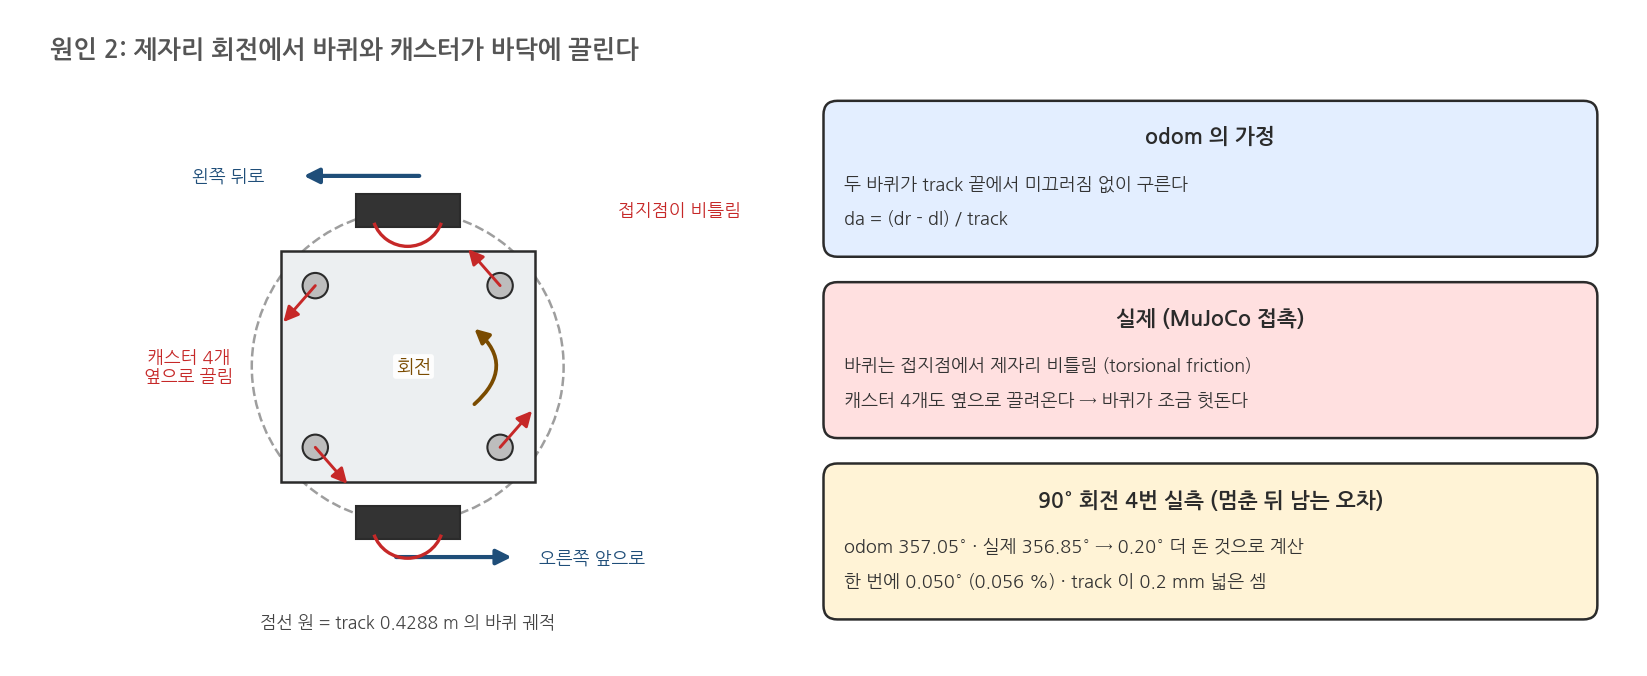 원인 2: 제자리 회전에서 바퀴와 캐스터가 바닥에 끌린다
왼쪽 뒤로
접지점이 비틀림
캐스터 4개
옆으로 끌림
회전
오른쪽 앞으로
점선 원 = track 0.4288 m 의 바퀴 궤적
odom 의 가정
두 바퀴가 track 끝에서 미끄러짐 없이 구른다
da = (dr - dl) / track
실제 (MuJoCo 접촉)
바퀴는 접지점에서 제자리 비틀림 (torsional friction)
캐스터 4개도 옆으로 끌려온다 → 바퀴가 조금 헛돈다
90° 회전 4번 실측 (멈춘 뒤 남는 오차)
odom 357.05° · 실제 356.85° → 0.20° 더 돈 것으로 계산
한 번에 0.050° (0.056 %) · track 이 0.2 mm 넓은 셈